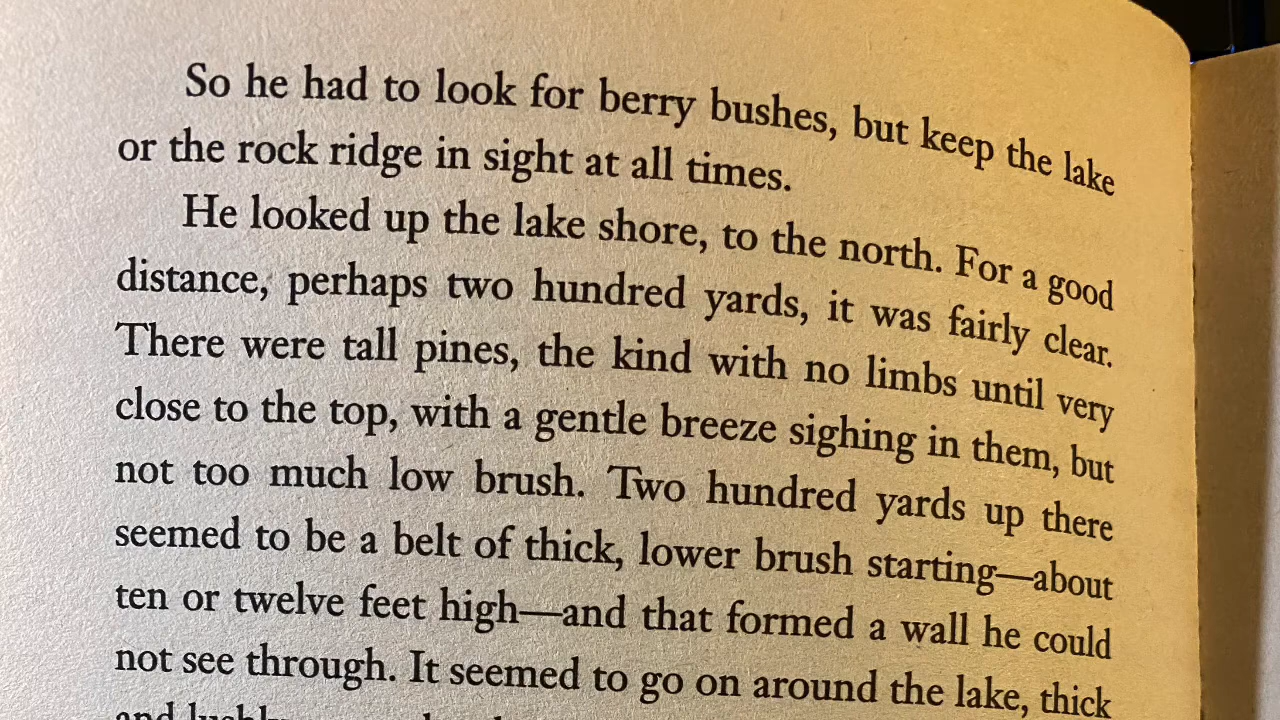 So he had to look for berry bushes, but keep the lake
or the rock ridge in sight at all times.
He looked up the lake shore, to the north. For a good
distance, perhaps two hundred yards, it was fairly clear.
There were tall pines, the kind with no limbs until very
close to the top, with a gentle breeze sighing in them, but
not too much low brush. Two hundred yards up there
seemed to be a belt of thick, lower brush starting—about
ten or twelve feet high—and that formed a wall he could
not see through. It seemed to go on around the lake, thick
and